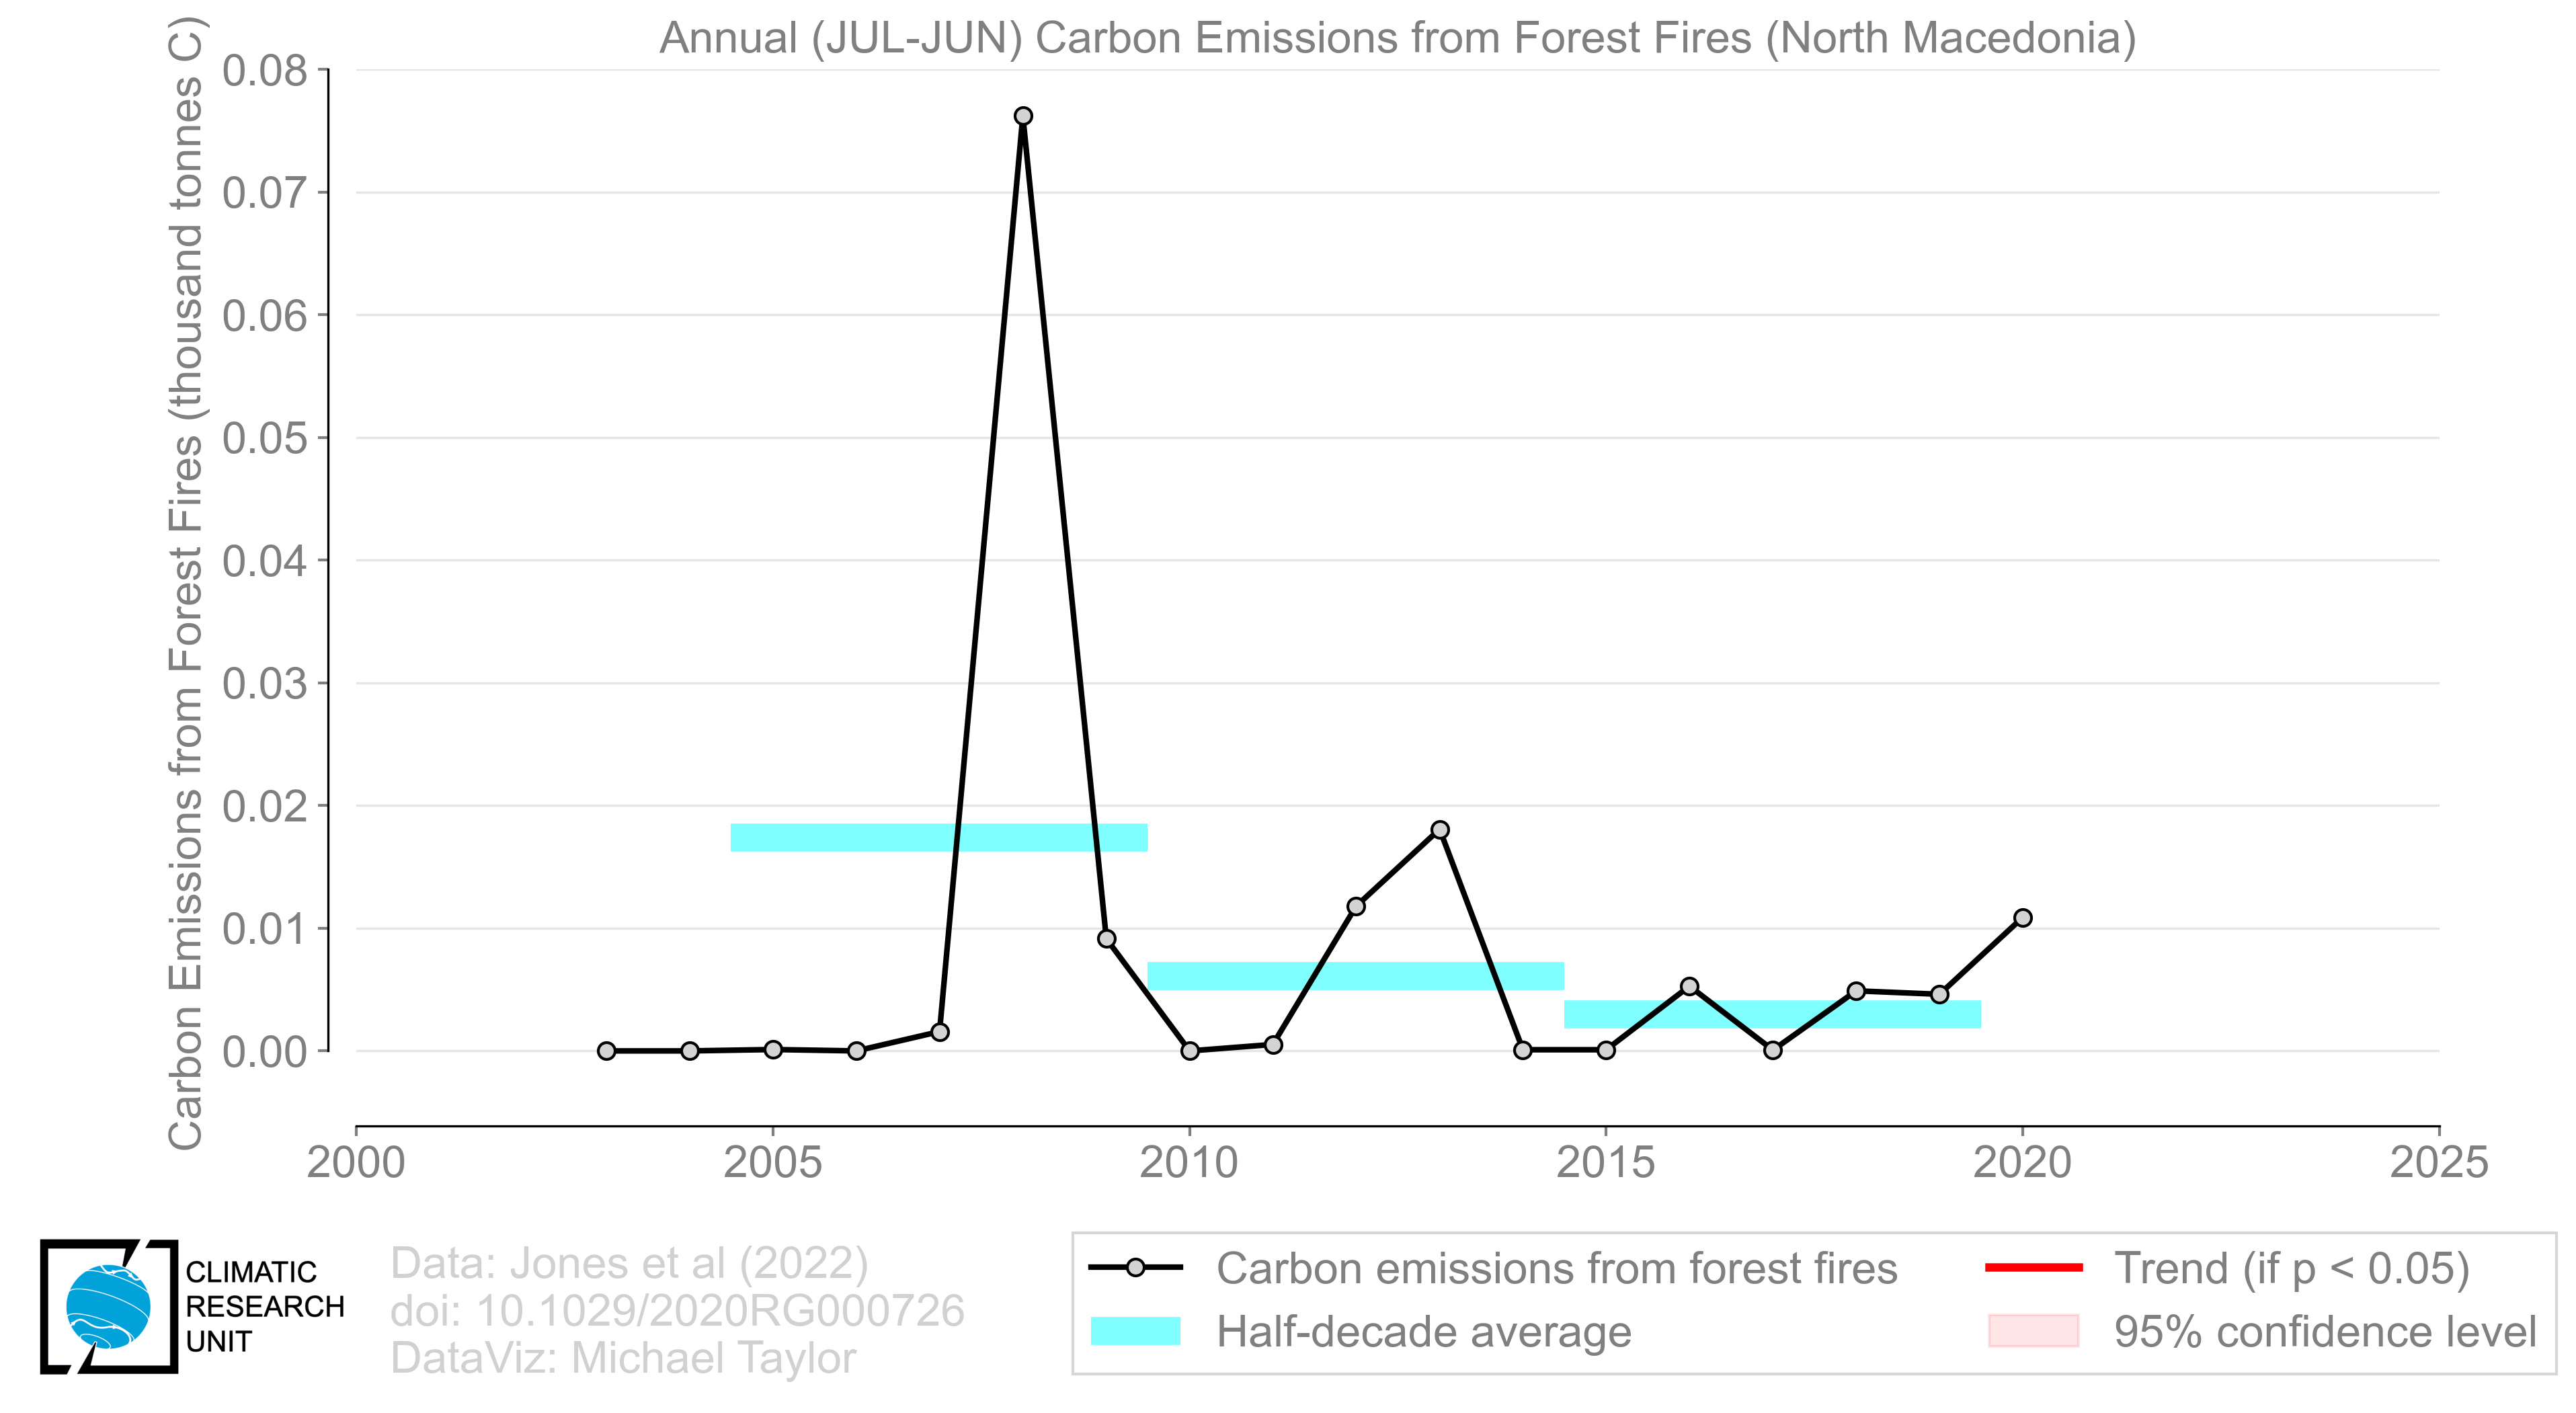 Annual (JUL-JUN) Carbon Emissions from Forest Fires (North Macedonia)
Carbon Emissions from Forest Fires (thousand tonnes C)
0.08
0.07
0.06
0.05
0.04
0.03
0.02
0.01
0.00
2000 2005 2010 2015 2020 2025
CLIMATIC
RESEARCH
UNIT
Data: Jones et al (2022)
doi: 10.1029/2020RG000726
DataViz: Michael Taylor
Carbon emissions from forest fires
Half-decade average
Trend (if p < 0.05)
95% confidence level